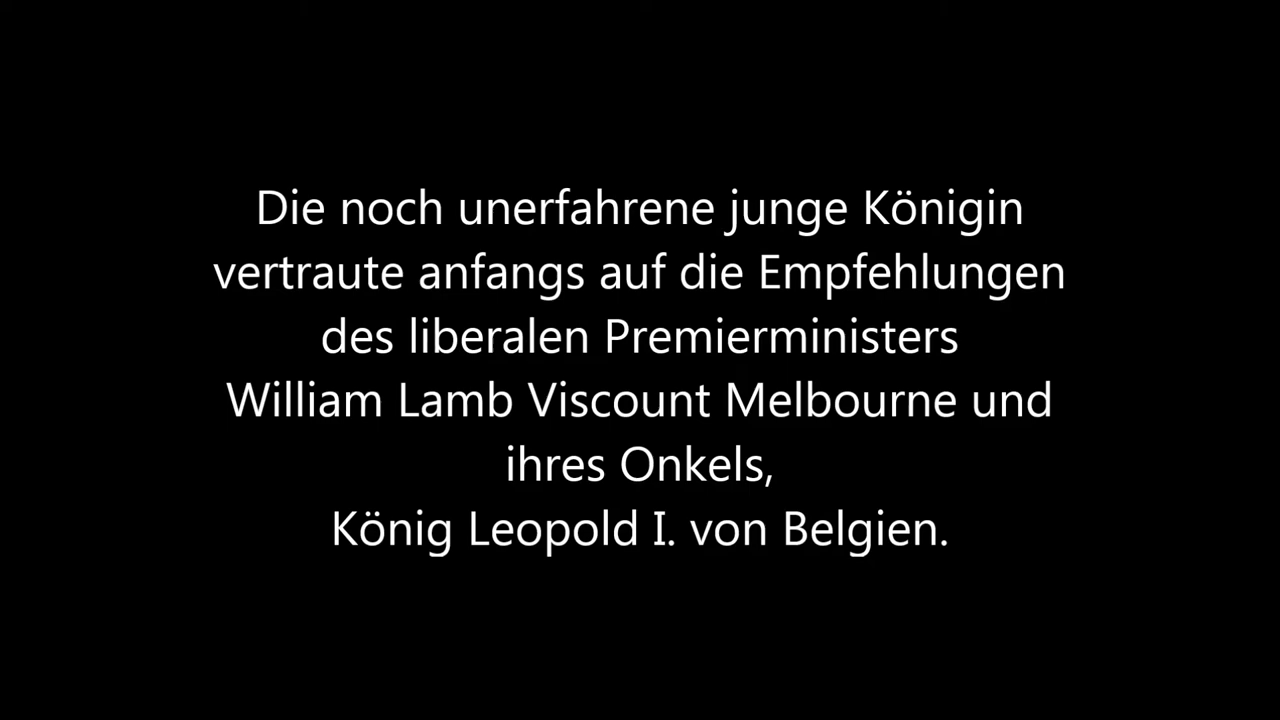 Die noch unerfahrene junge Königin
vertraute anfangs auf die Empfehlungen
des liberalen Premierministers
William Lamb Viscount Melbourne und
ihres Onkels,
König Leopold I. von Belgien.